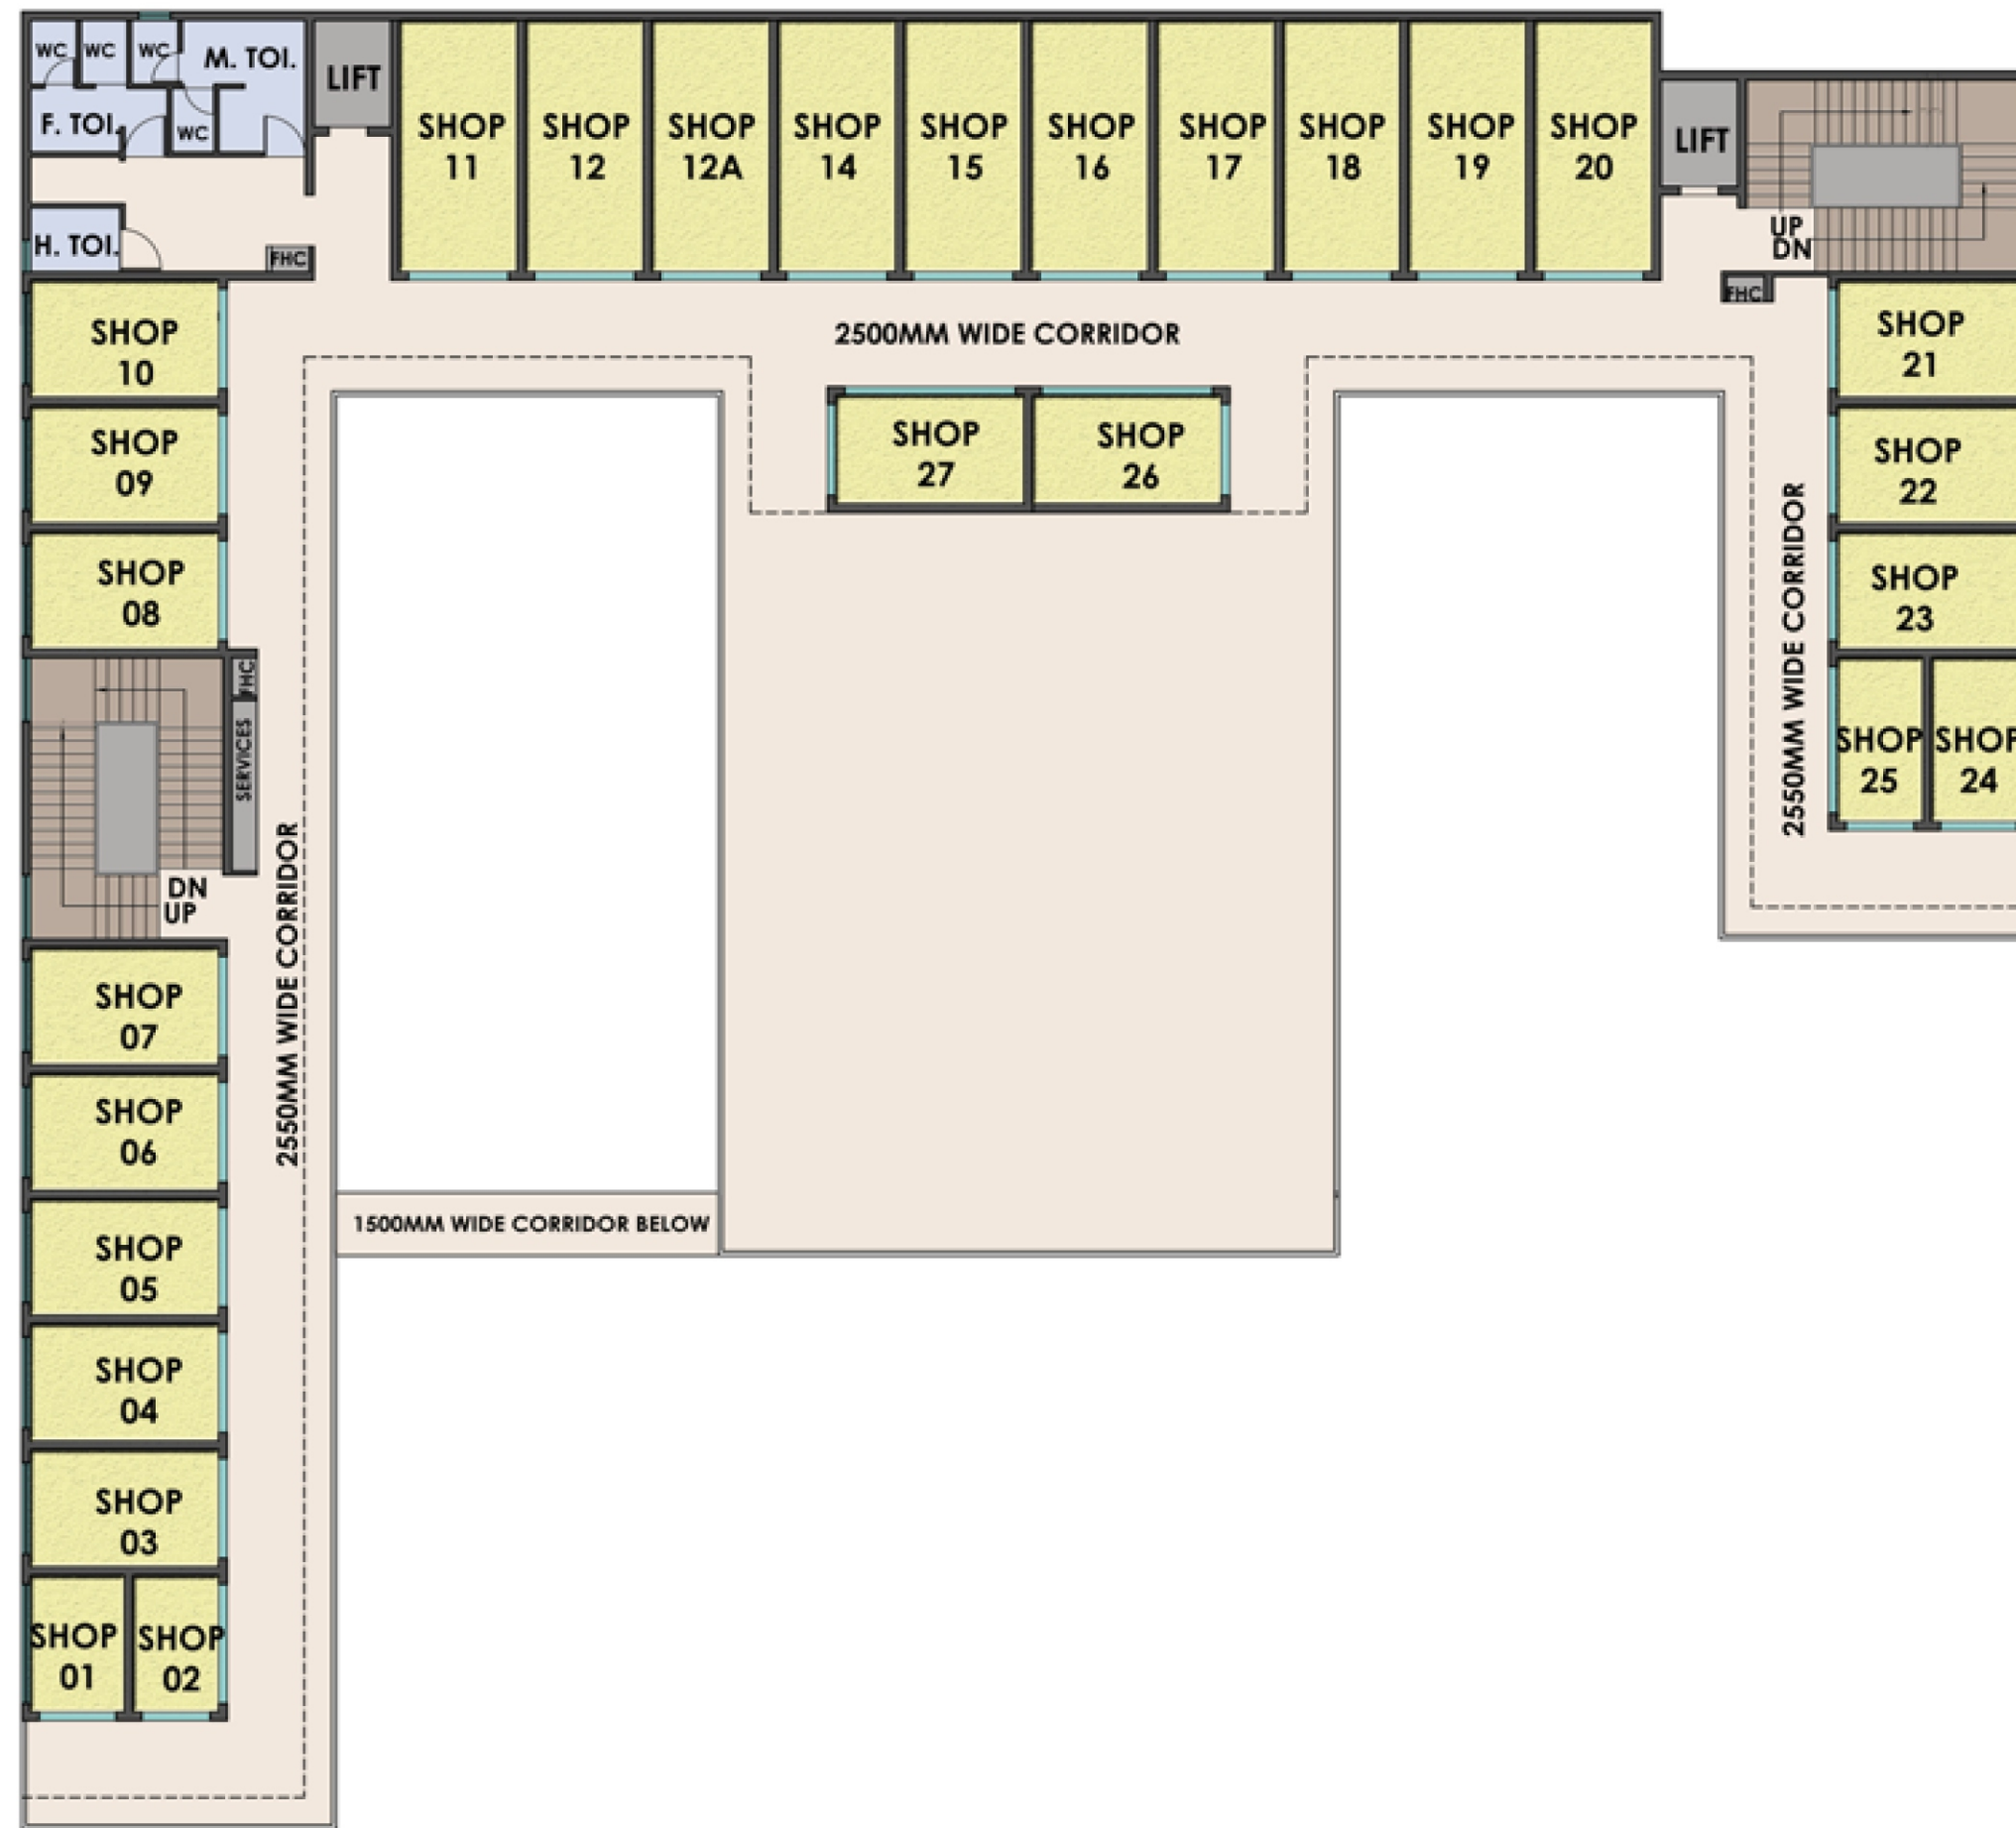 WC
WC
WC
M. TOI.
F. TOI.
WC
H. TOI.
FHC
LIFT
SHOP
11
SHOP
12
SHOP
12A
SHOP
14
SHOP
15
SHOP
16
SHOP
17
SHOP
18
SHOP
19
SHOP
20
LIFT
UP
DN
FHC
2500MM WIDE CORRIDOR
SHOP
10
SHOP
09
SHOP
08
FHC
SERVICES
DN
UP
2550MM WIDE CORRIDOR
SHOP
27
SHOP
26
SHOP
21
SHOP
22
SHOP
23
SHOP
25
SHOP
24
2550MM WIDE CORRIDOR
SHOP
07
SHOP
06
SHOP
05
1500MM WIDE CORRIDOR BELOW
SHOP
04
SHOP
03
SHOP
01
SHOP
02